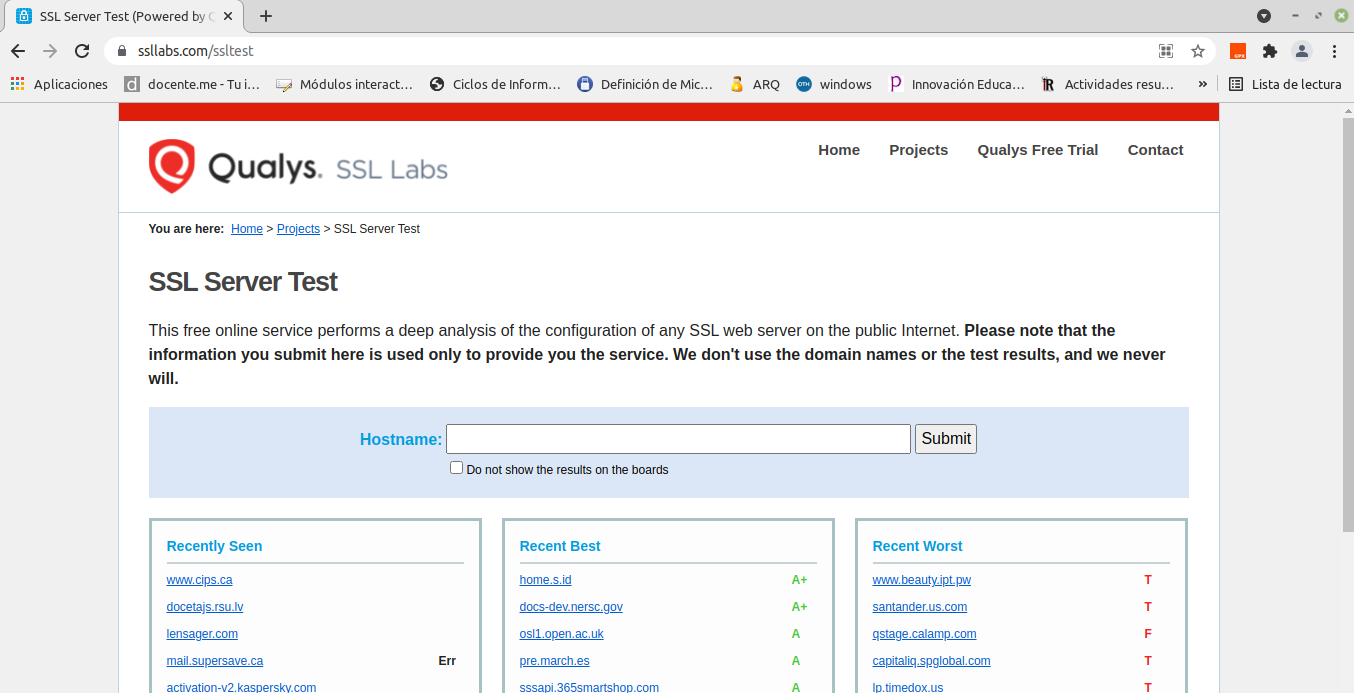 SSL Server Test (Powered by
ssllabs.com/ssltest
Aplicaciones
d docente.me - Tu i…
Módulos interact…
Ciclos de Inform…
Definición de Mic…
ARQ
windows
Innovación Educa…
Actividades resu…
»
Lista de lectura
Qualys. SSL Labs
Home Projects Qualys Free Trial Contact
You are here: Home > Projects > SSL Server Test
SSL Server Test
This free online service performs a deep analysis of the configuration of any SSL web server on the public Internet. Please note that the
information you submit here is used only to provide you the service. We don't use the domain names or the test results, and we never
will.
Hostname: Submit
Do not show the results on the boards
Recently Seen
www.cips.ca
docetajs.rsu.lv
lensager.com
mail.supersave.ca Err
activation-v2.kaspersky.com
Recent Best
home.s.id A+
docs-dev.nersc.gov A+
osl1.open.ac.uk A
pre.march.es A
sssapi.365smartshop.com A
Recent Worst
www.beauty.ipt.pw T
santander.us.com T
qstage.calamp.com F
capitaliq.spglobal.com T
lp.timedox.us T